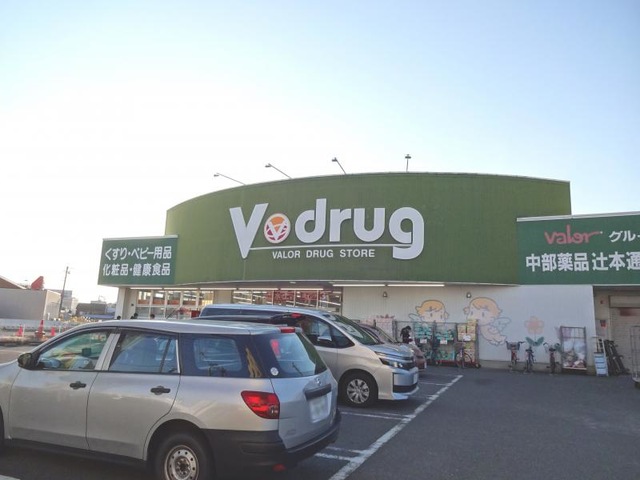 V drug
VALOR DRUG STORE
くすり・ベビー用品
化粧品・健康食品
valor グルー
中部薬品辻本通